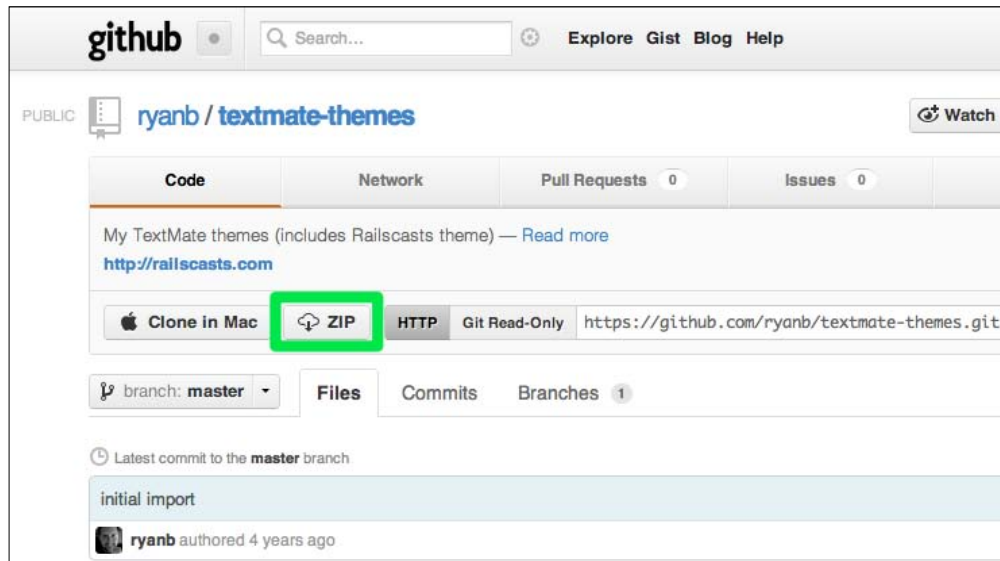 github Search... Explore Gist Blog Help
PUBLIC ryanb / textmate-themes Watch
Code Network Pull Requests 0 Issues 0
My TextMate themes (includes Railscasts theme) — Read more
http://railscasts.com
Clone in Mac ZIP HTTP Git Read-Only https://github.com/ryanb/textmate-themes.git
branch: master Files Commits Branches 1
Latest commit to the master branch
initial import
ryanb authored 4 years ago